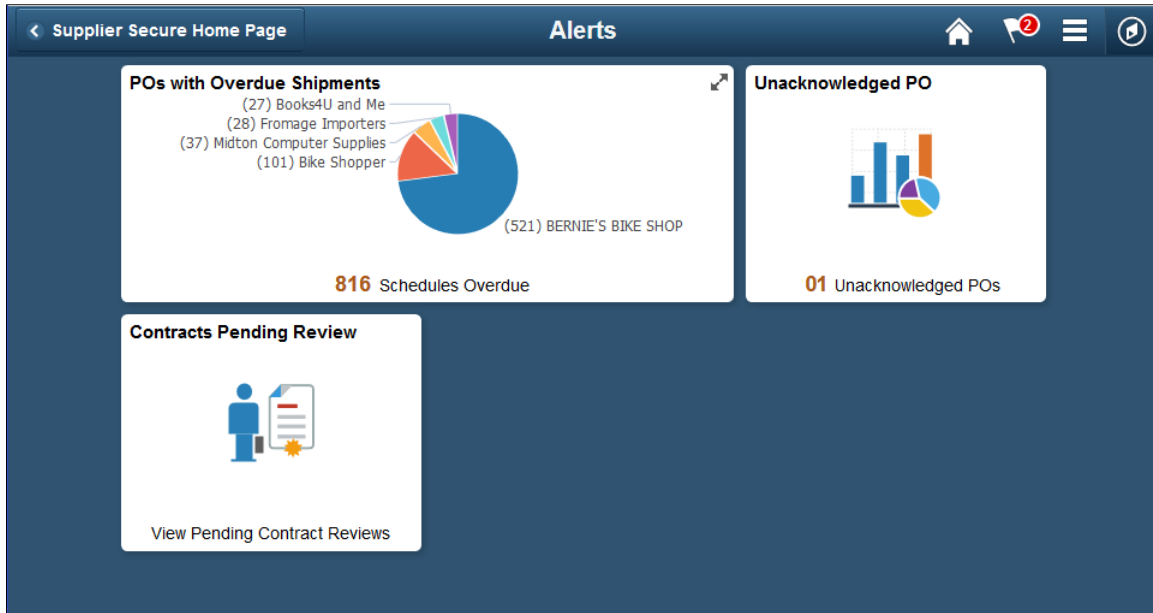 Supplier Secure Home Page
Alerts
2
POs with Overdue Shipments
(27) Books4U and Me
(28) Fromage Importers
(37) Midton Computer Supplies
(101) Bike Shopper
(521) BERNIE'S BIKE SHOP
816 Schedules Overdue
Unacknowledged PO
01 Unacknowledged POs
Contracts Pending Review
View Pending Contract Reviews